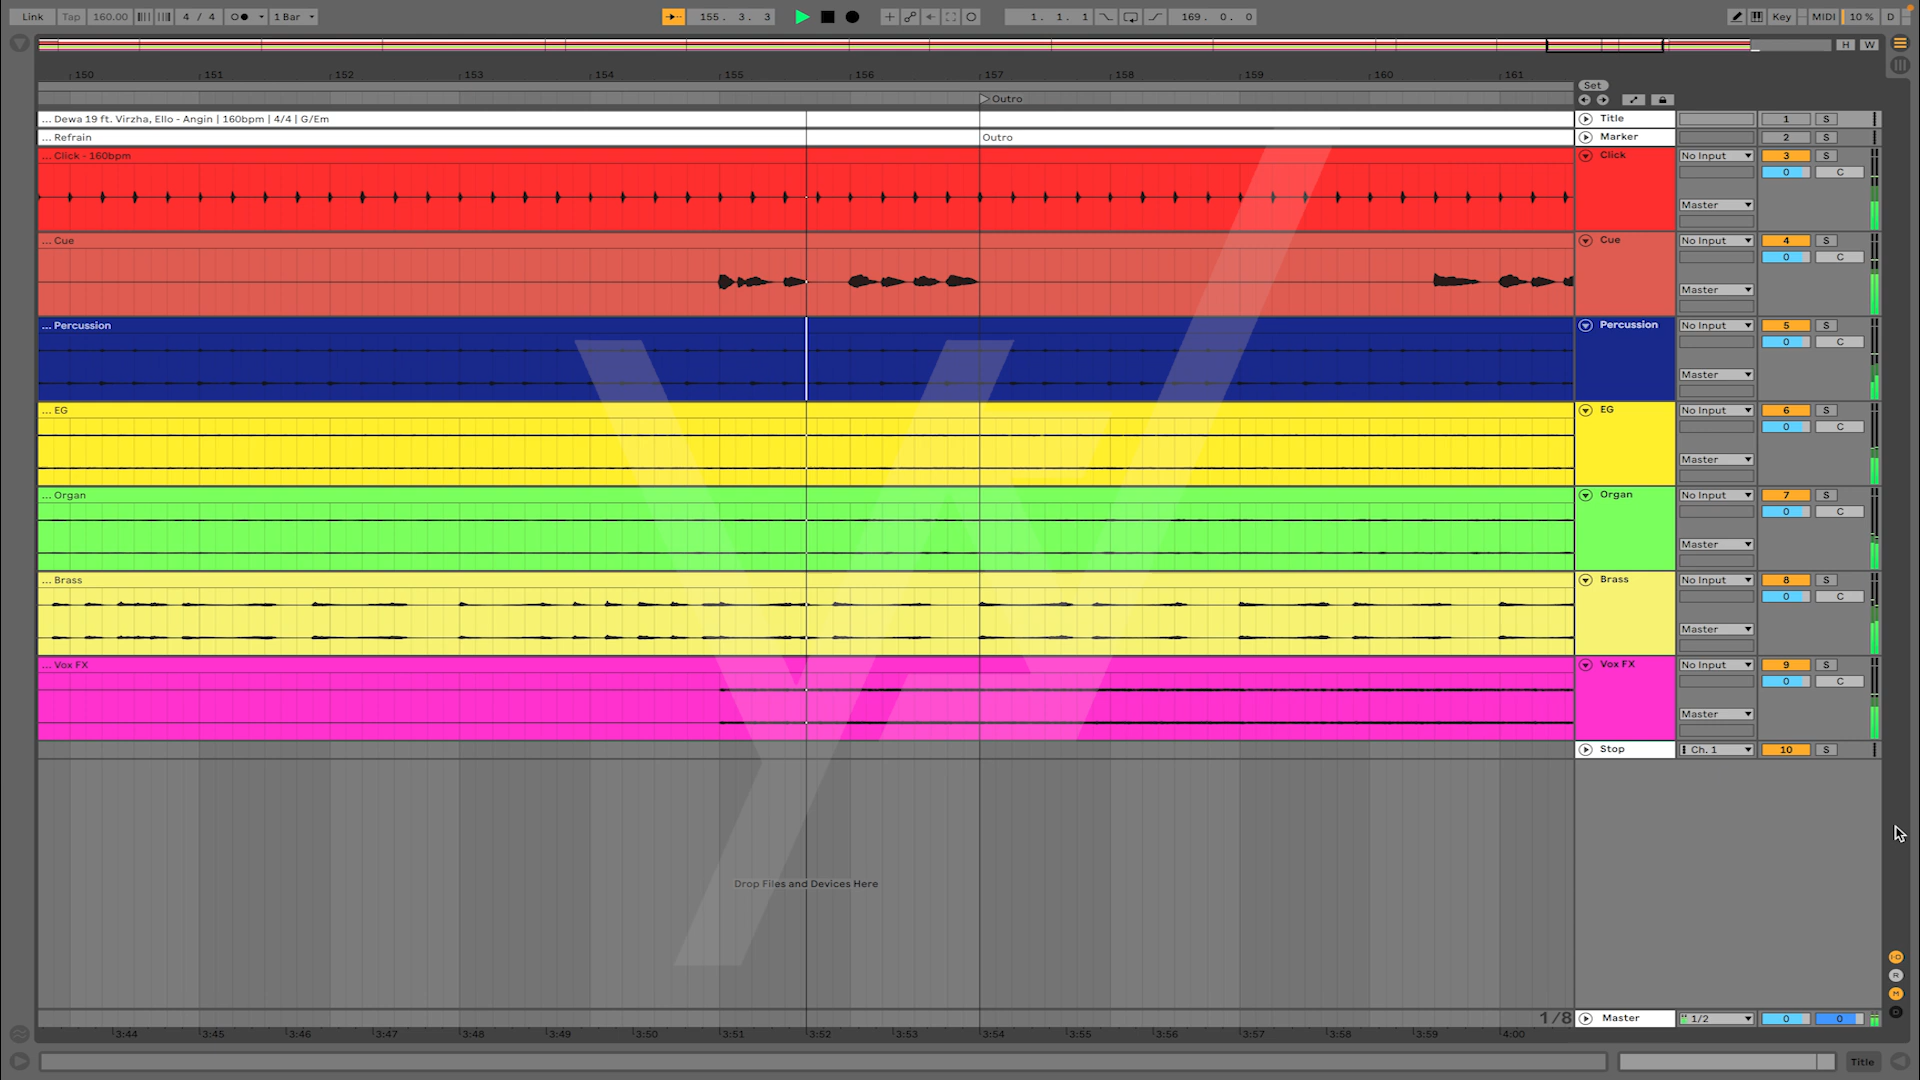 Link Tap 160.00 4 / 4 1 Bar 155. 3. 3 1. 1. 1 169. 0. 0 Key MIDI 10 % D
H W
150 151 152 153 154 155 156 157 158 159 160 161
Set
Outro
... Dewa 19 ft. Virzha, Ello - Angin | 160bpm | 4/4 | G/Em Title 1 S
... Refrain Outro Marker 2 S
... Click - 160bpm Click No Input 3 S
0 C
Master
... Cue Cue No Input 4 S
0 C
Master
... Percussion Percussion No Input 5 S
0 C
Master
... EG EG No Input 6 S
0 C
Master
... Organ Organ No Input 7 S
0 C
Master
... Brass Brass No Input 8 S
0 C
Master
... Vox FX Vox FX No Input 9 S
0 C
Master
Stop Ch. 1 10 S
Drop Files and Devices Here
I·O
R
M
D
1/8 Master 1/2 0 0
3:44 3:45 3:46 3:47 3:48 3:49 3:50 3:51 3:52 3:53 3:54 3:55 3:56 3:57 3:58 3:59 4:00
Title